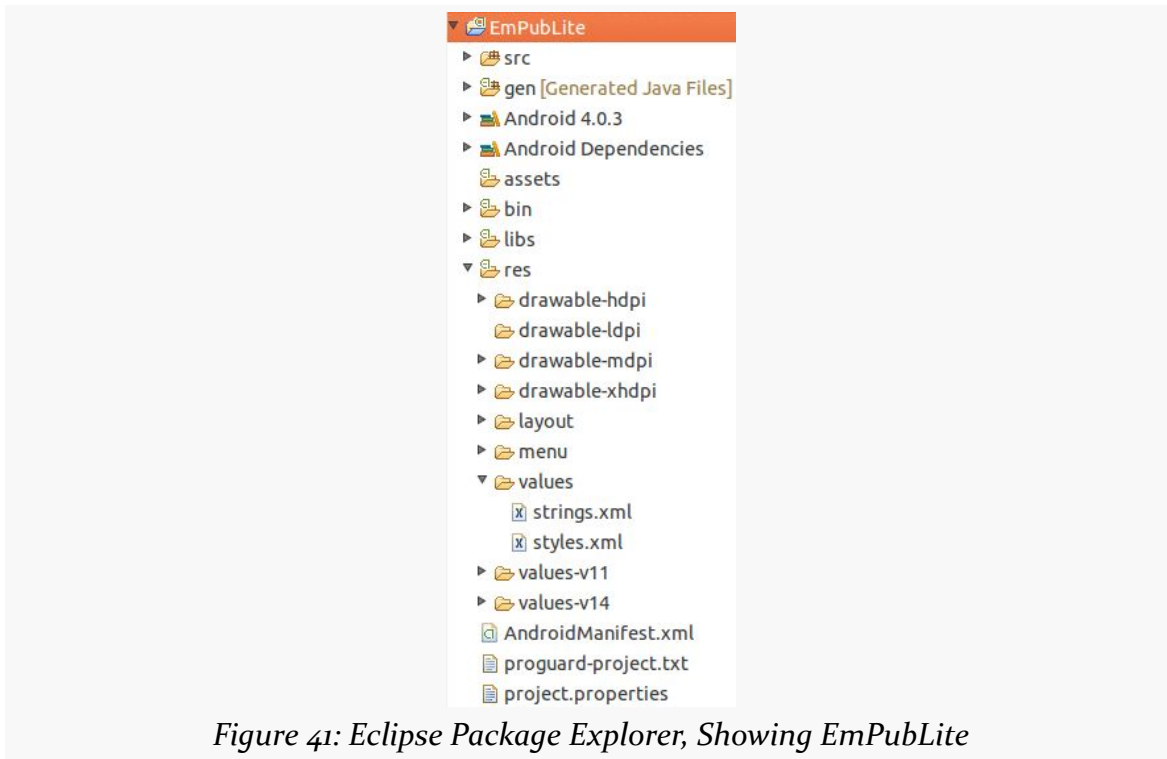 EmPubLite
src
gen [Generated Java Files]
Android 4.0.3
Android Dependencies
assets
bin
libs
res
drawable-hdpi
drawable-ldpi
drawable-mdpi
drawable-xhdpi
layout
menu
values
strings.xml
styles.xml
values-v11
values-v14
AndroidManifest.xml
proguard-project.txt
project.properties
Figure 41: Eclipse Package Explorer, Showing EmPubLite